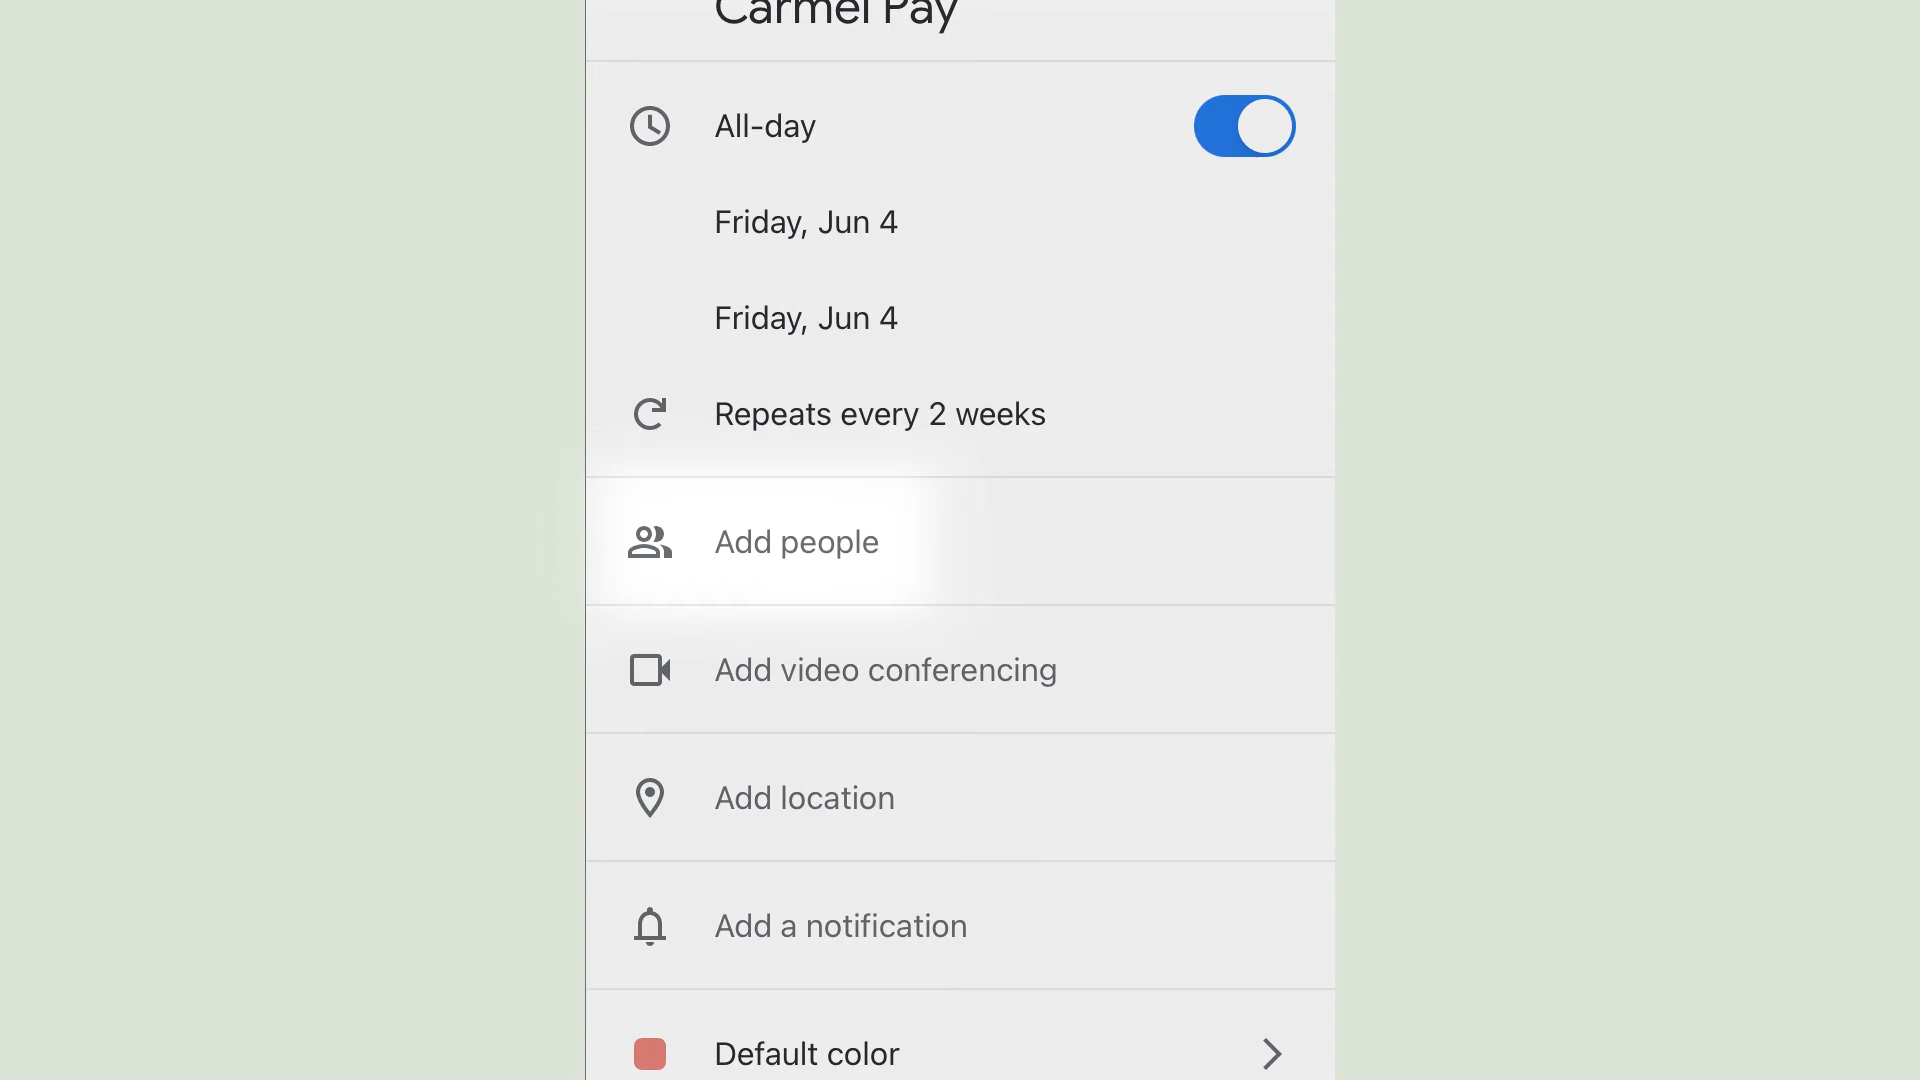 Carmel Pay
All-day
Friday, Jun 4
Friday, Jun 4
Repeats every 2 weeks
Add people
Add video conferencing
Add location
Add a notification
Default color